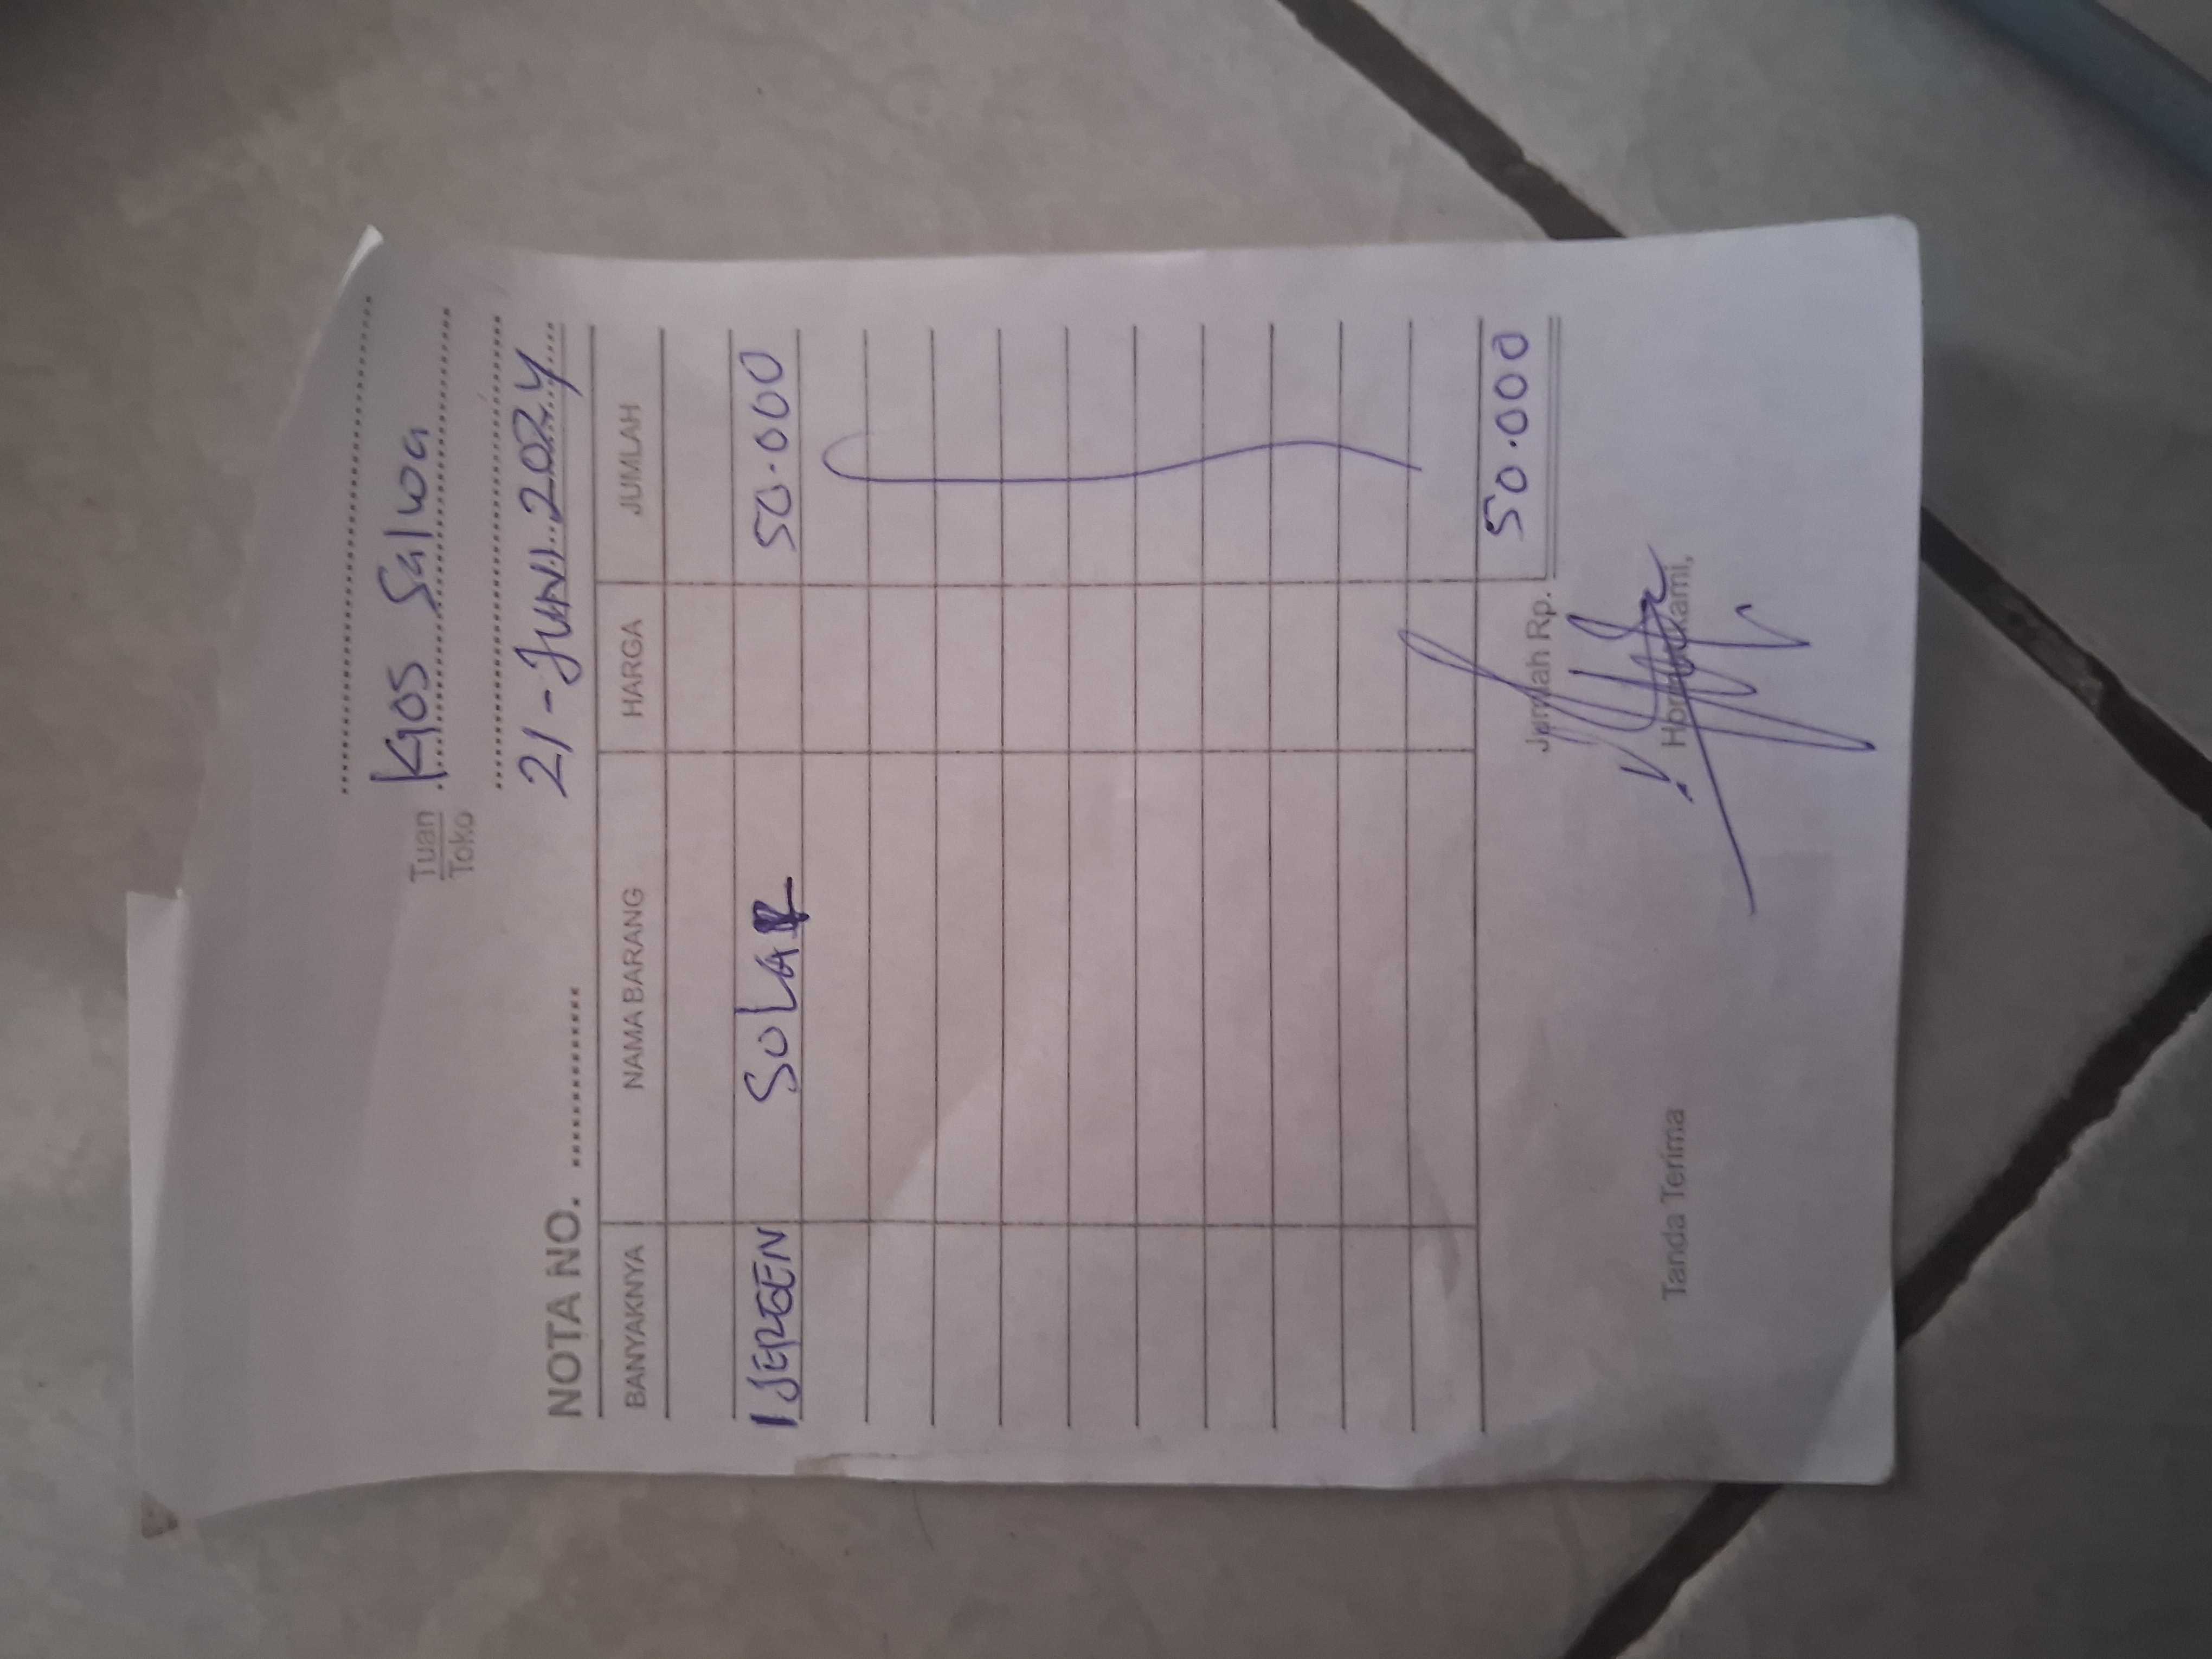 Tuan Kios Salwa
Toko
21-JUNI 2024
NOTA NO.
BANYAKNYA NAMA BARANG HARGA JUMLAH
1 JERGEN SOLAR 50.000
Jumlah Rp. 50.000
Tanda Terima Hormat kami,